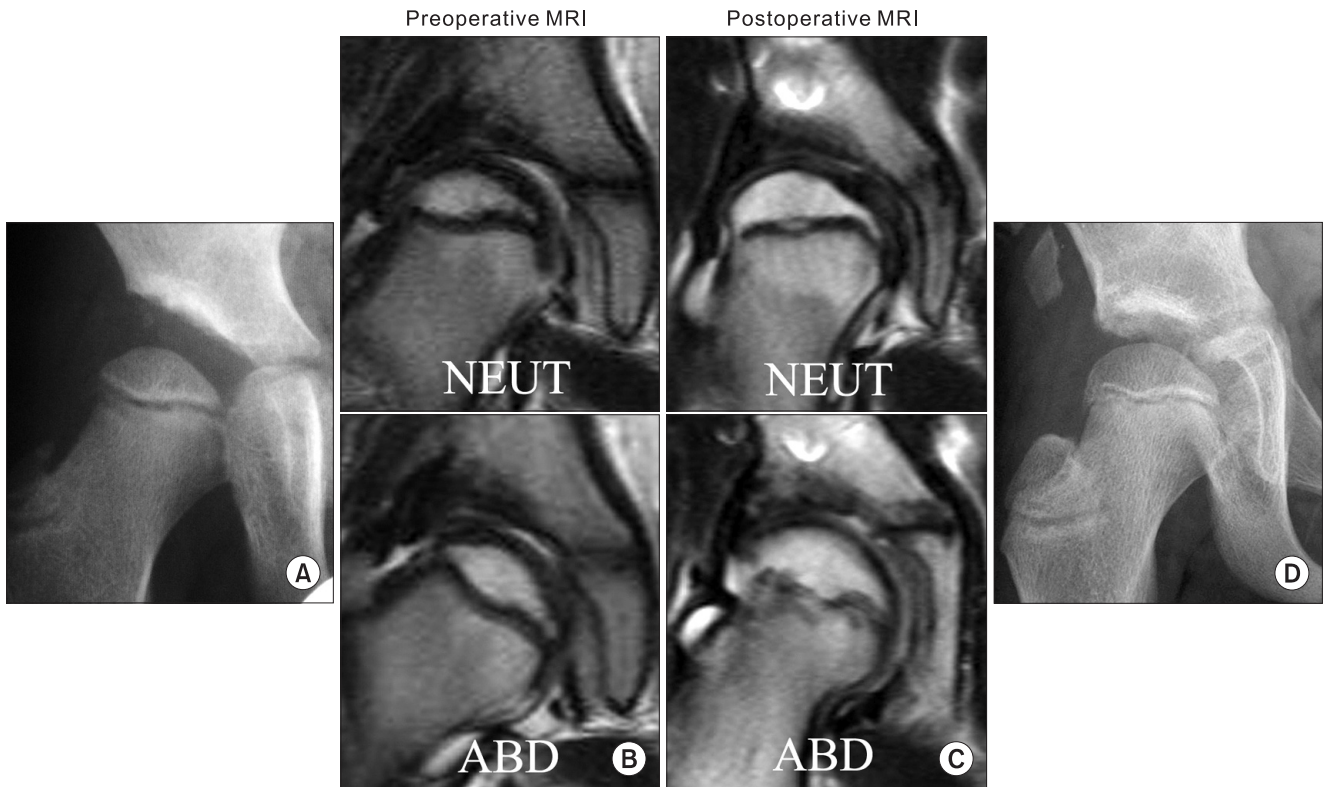 Preoperative MRI
Postoperative MRI
NEUT
NEUT
A
D
ABD
B
ABD
C